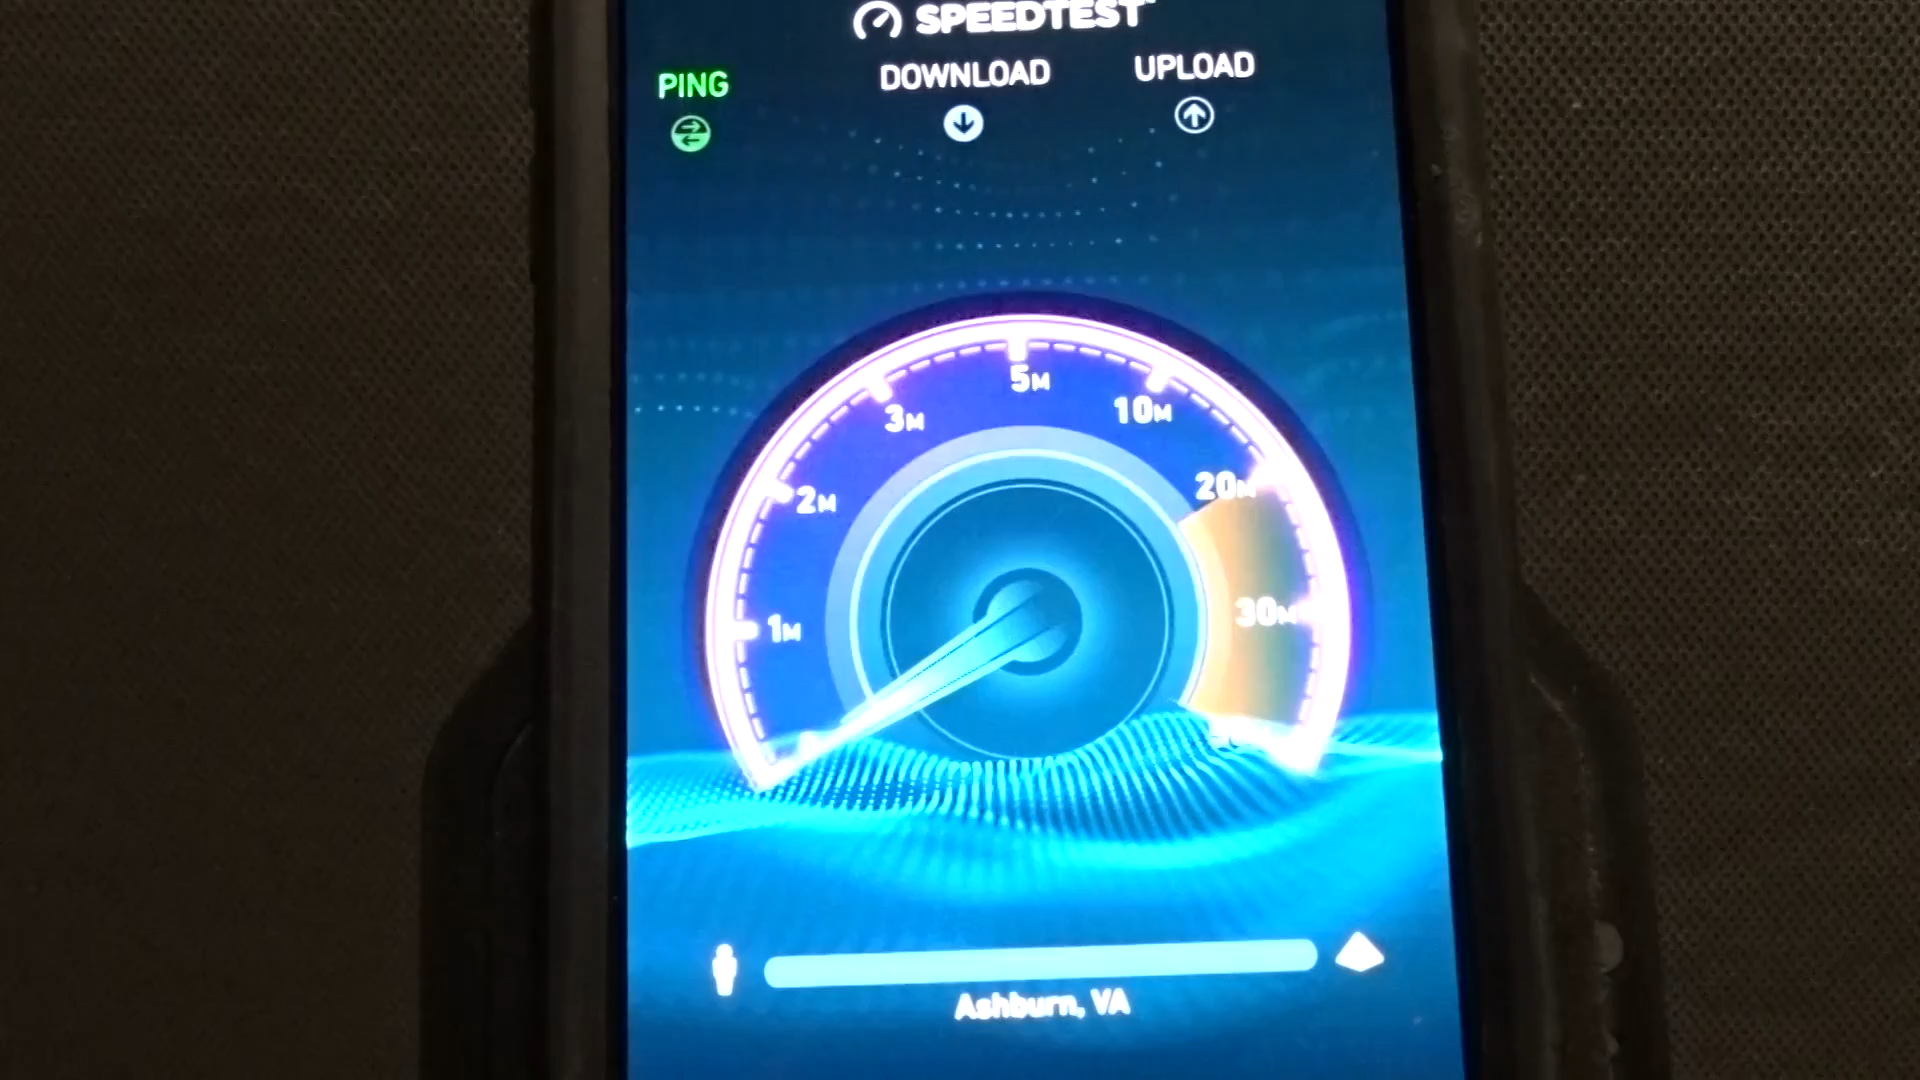 SPEEDTEST
PING
DOWNLOAD
UPLOAD
5M
3M
10M
2M
20M
1M
30M
Ashburn, VA